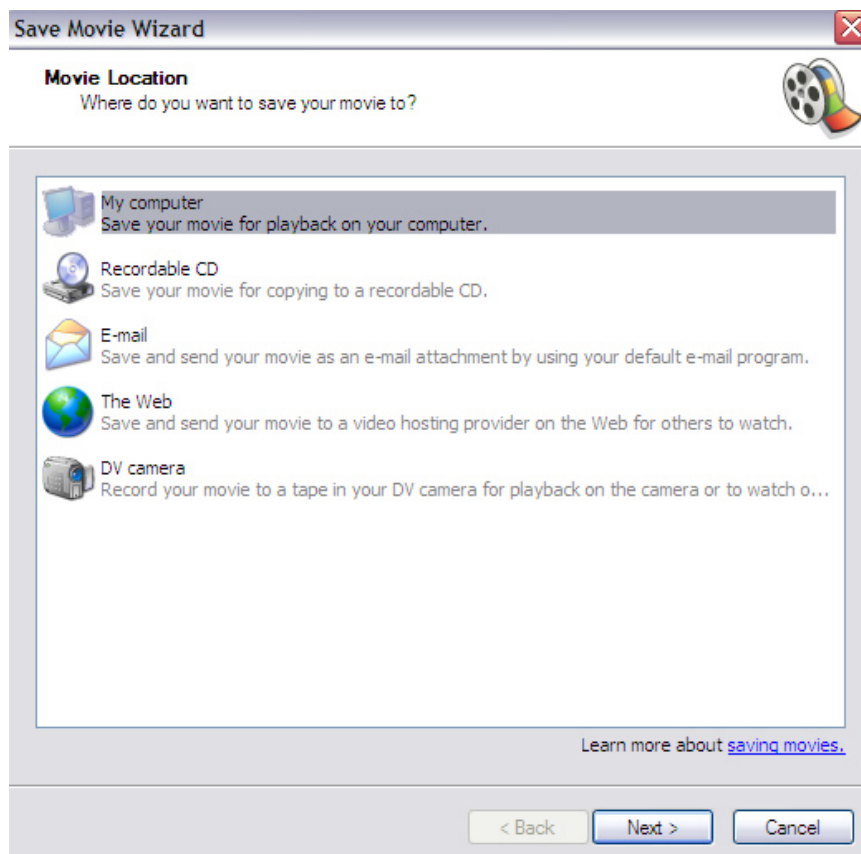 Save Movie Wizard
Movie Location
Where do you want to save your movie to?
My computer
Save your movie for playback on your computer.
Recordable CD
Save your movie for copying to a recordable CD.
E-mail
Save and send your movie as an e-mail attachment by using your default e-mail program.
The Web
Save and send your movie to a video hosting provider on the Web for others to watch.
DV camera
Record your movie to a tape in your DV camera for playback on the camera or to watch o...
Learn more about saving movies.
< Back Next > Cancel